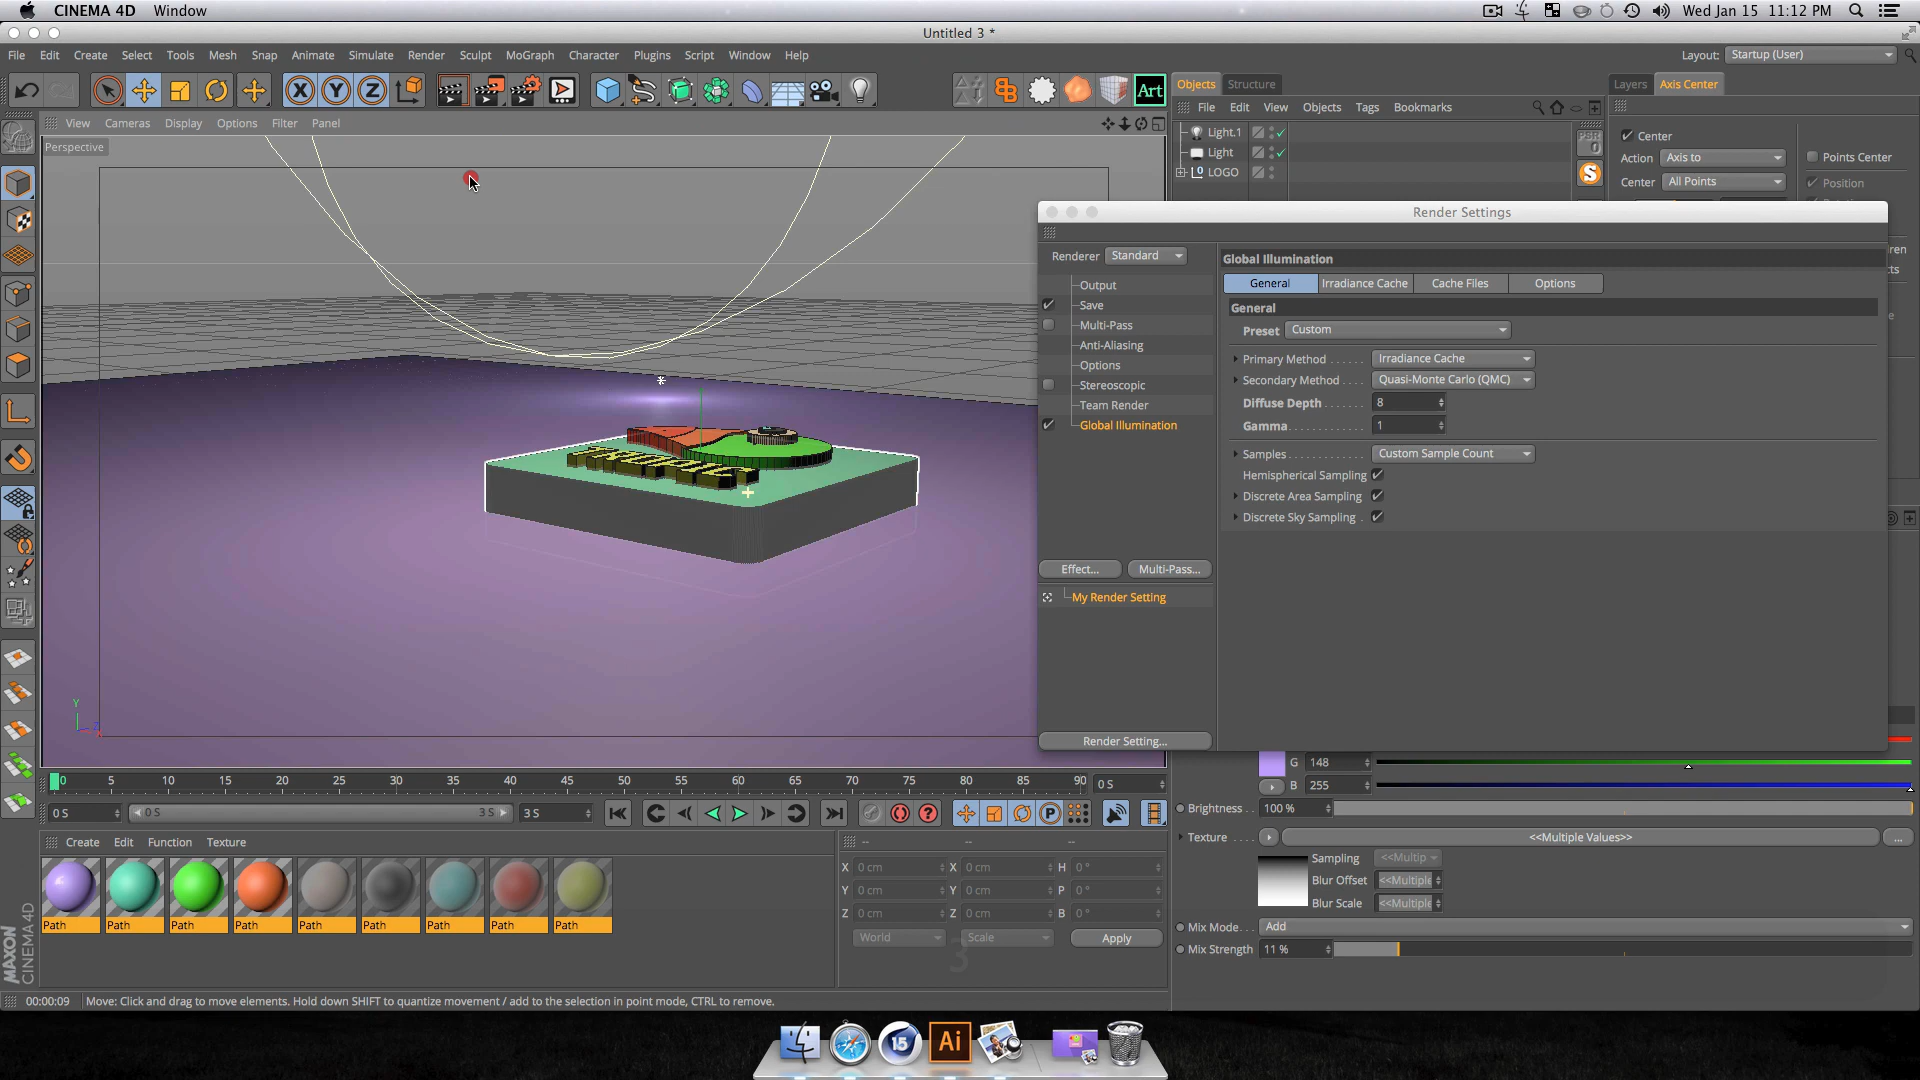 CINEMA 4D Window
Wed Jan 15 11:12 PM
Untitled 3 *
File Edit Create Select Tools Mesh Snap Animate Simulate Render Sculpt MoGraph Character Plugins Script Window Help
Layout: Startup (User)
X Y Z
Art
Objects Structure
Layers Axis Center
View Cameras Display Options Filter Panel
File Edit View Objects Tags Bookmarks
Perspective
Light.1
Light
LOGO
PSR
0
S
Center
Action Axis to
Points Center
Center All Points
Position
Render Settings
Renderer Standard
Output
Save
Multi-Pass
Anti-Aliasing
Options
Stereoscopic
Team Render
Global Illumination
Effect... Multi-Pass...
My Render Setting
Render Setting...
Global Illumination
General Irradiance Cache Cache Files Options
General
Preset Custom
Primary Method Irradiance Cache
Secondary Method Quasi-Monte Carlo (QMC)
Diffuse Depth 8
Gamma 1
Samples Custom Sample Count
Hemispherical Sampling
Discrete Area Sampling
Discrete Sky Sampling
ren
ts
Y
0 5 10 15 20 25 30 35 40 45 50 55 60 65 70 75 80 85 90 0 S
0 S 0 S 3 S 3 S
G 148
B 255
Brightness 100 %
Texture <<Multiple Values>> ...
Sampling <<Multip
Blur Offset <<Multiple
Blur Scale <<Multiple
Mix Mode Add
Mix Strength 11 %
Create Edit Function Texture
Path Path Path Path Path Path Path Path Path
-- -- --
X 0 cm X 0 cm H 0 °
Y 0 cm Y 0 cm P 0 °
Z 0 cm Z 0 cm B 0 °
World Scale Apply
3
MAXON
CINEMA 4D
00:00:09 Move: Click and drag to move elements. Hold down SHIFT to quantize movement / add to the selection in point mode, CTRL to remove.
15 Ai